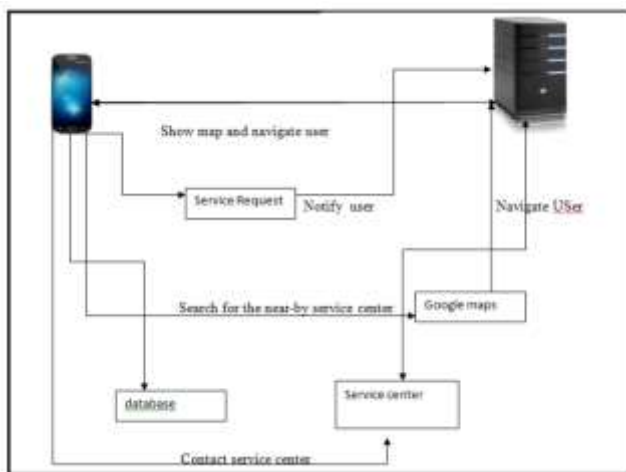 Show map and navigate user
Service Request
Notify user
Navigate USer
Search for the near-by service center
Google maps
database
Service center
Contact service center